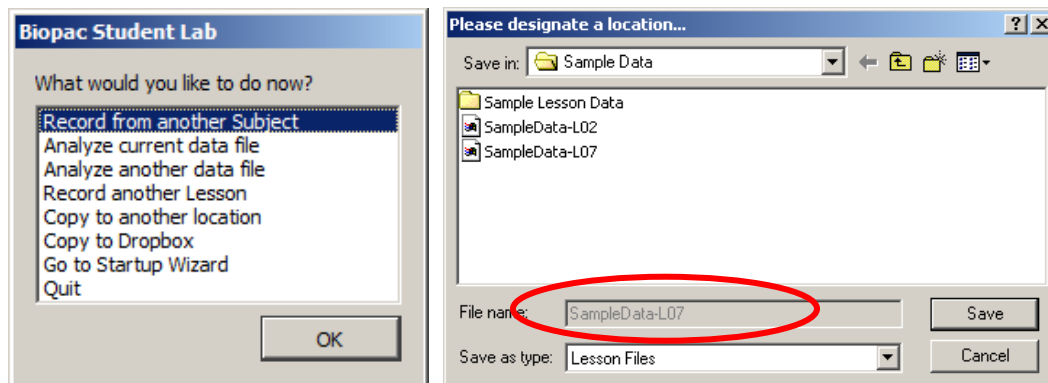 Biopac Student Lab
What would you like to do now?
Record from another Subject
Analyze current data file
Analyze another data file
Record another Lesson
Copy to another location
Copy to Dropbox
Go to Startup Wizard
Quit
OK
Please designate a location...
Save in: Sample Data
Sample Lesson Data
SampleData-L02
SampleData-L07
File name: SampleData-L07
Save
Save as type: Lesson Files
Cancel